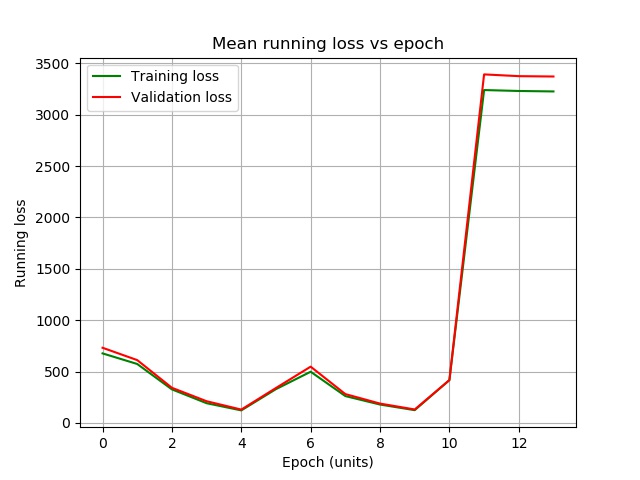 Mean running loss vs epoch
Training loss
Validation loss
Running loss
3500
3000
2500
2000
1500
1000
500
0
0 2 4 6 8 10 12
Epoch (units)